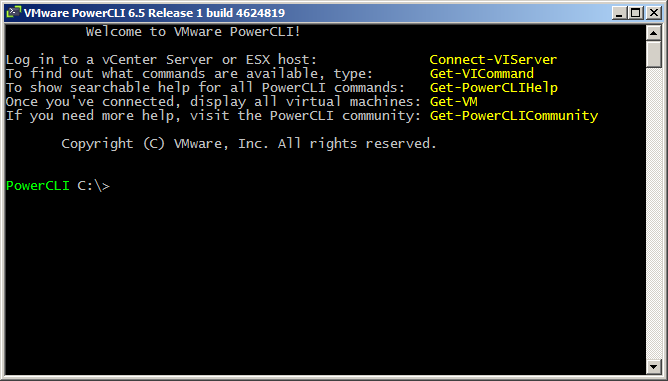 VMware PowerCLI 6.5 Release 1 build 4624819
Welcome to VMware PowerCLI!
Log in to a vCenter Server or ESX host: Connect-VIServer
To find out what commands are available, type: Get-VICommand
To show searchable help for all PowerCLI commands: Get-PowerCLIHelp
Once you've connected, display all virtual machines: Get-VM
If you need more help, visit the PowerCLI community: Get-PowerCLICommunity
Copyright (C) VMware, Inc. All rights reserved.
PowerCLI C:\>